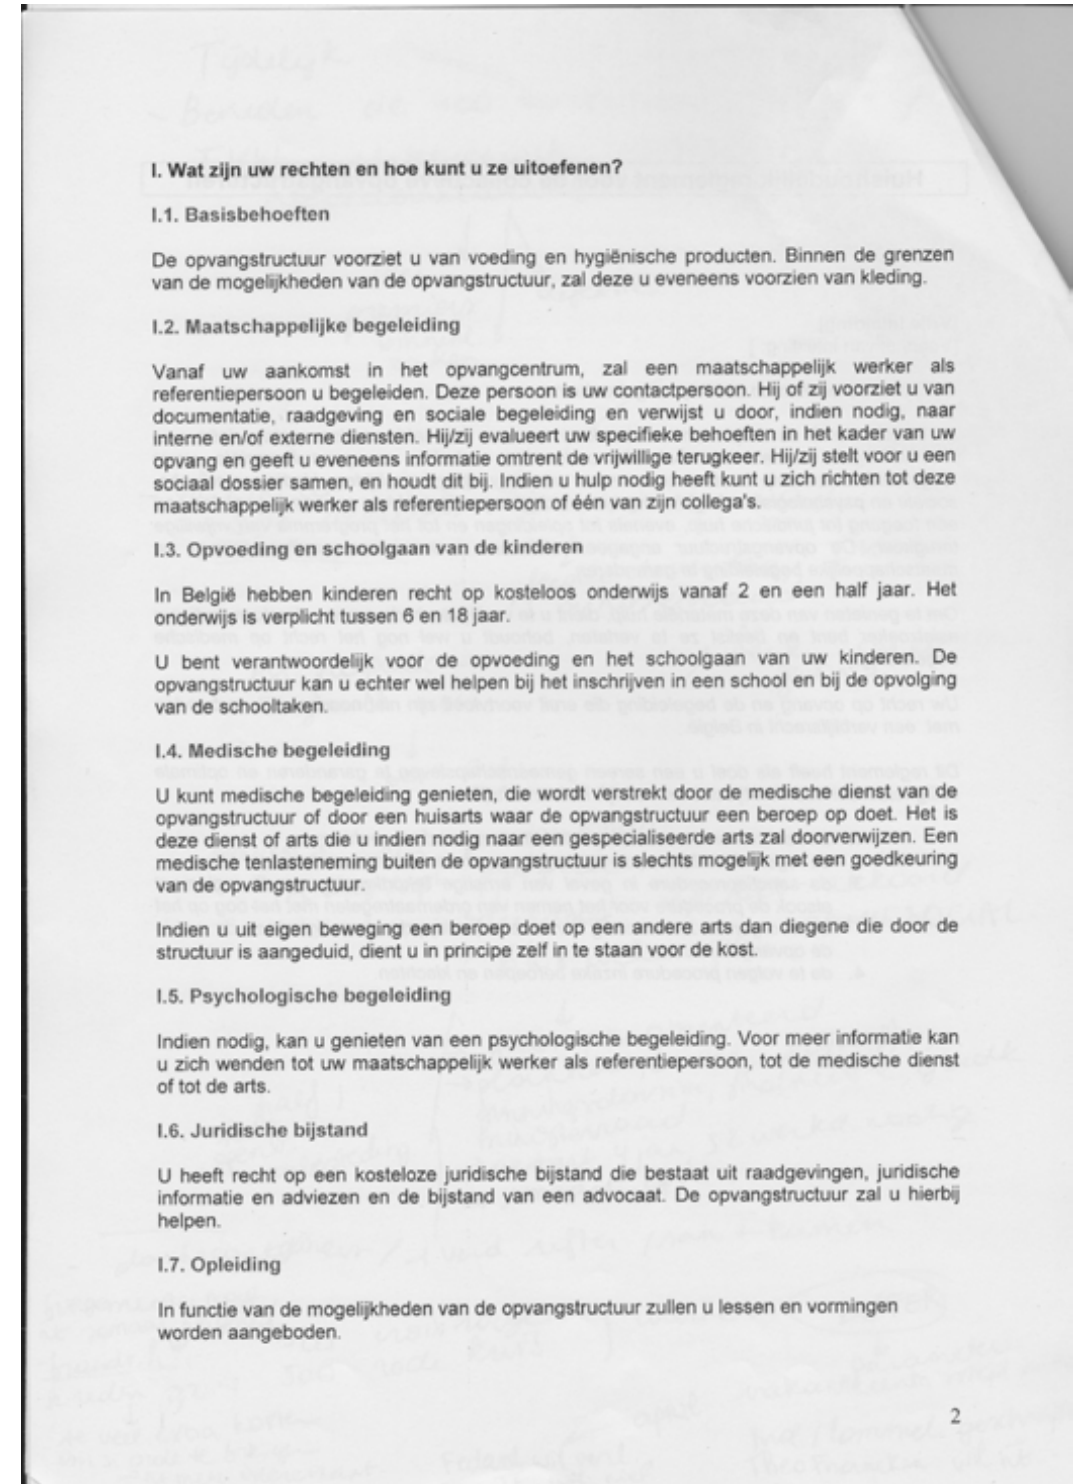 I. Wat zijn uw rechten en hoe kunt u ze uitoefenen?
I.1. Basisbehoeften
De opvangstructuur voorziet u van voeding en hygiënische producten. Binnen de grenzen
van de mogelijkheden van de opvangstructuur, zal deze u eveneens voorzien van kleding.
I.2. Maatschappelijke begeleiding
Vanaf uw aankomst in het opvangcentrum, zal een maatschappelijk werker als
referentiepersoon u begeleiden. Deze persoon is uw contactpersoon. Hij of zij voorziet u van
documentatie, raadgeving en sociale begeleiding en verwijst u door, indien nodig, naar
interne en/of externe diensten. Hij/zij evalueert uw specifieke behoeften in het kader van uw
opvang en geeft u eveneens informatie omtrent de vrijwillige terugkeer. Hij/zij stelt voor u een
sociaal dossier samen, en houdt dit bij. Indien u hulp nodig heeft kunt u zich richten tot deze
maatschappelijk werker als referentiepersoon of één van zijn collega's.
I.3. Opvoeding en schoolgaan van de kinderen
In België hebben kinderen recht op kosteloos onderwijs vanaf 2 en een half jaar. Het
onderwijs is verplicht tussen 6 en 18 jaar.
U bent verantwoordelijk voor de opvoeding en het schoolgaan van uw kinderen. De
opvangstructuur kan u echter wel helpen bij het inschrijven in een school en bij de opvolging
van de schooltaken.
I.4. Medische begeleiding
U kunt medische begeleiding genieten, die wordt verstrekt door de medische dienst van de
opvangstructuur of door een huisarts waar de opvangstructuur een beroep op doet. Het is
deze dienst of arts die u indien nodig naar een gespecialiseerde arts zal doorverwijzen. Een
medische tenlasteneming buiten de opvangstructuur is slechts mogelijk met een goedkeuring
van de opvangstructuur.
Indien u uit eigen beweging een beroep doet op een andere arts dan diegene die door de
structuur is aangeduid, dient u in principe zelf in te staan voor de kost.
I.5. Psychologische begeleiding
Indien nodig, kan u genieten van een psychologische begeleiding. Voor meer informatie kan
u zich wenden tot uw maatschappelijk werker als referentiepersoon, tot de medische dienst
of tot de arts.
I.6. Juridische bijstand
U heeft recht op een kosteloze juridische bijstand die bestaat uit raadgevingen, juridische
informatie en adviezen en de bijstand van een advocaat. De opvangstructuur zal u hierbij
helpen.
I.7. Opleiding
In functie van de mogelijkheden van de opvangstructuur zullen u lessen en vormingen
worden aangeboden.
2